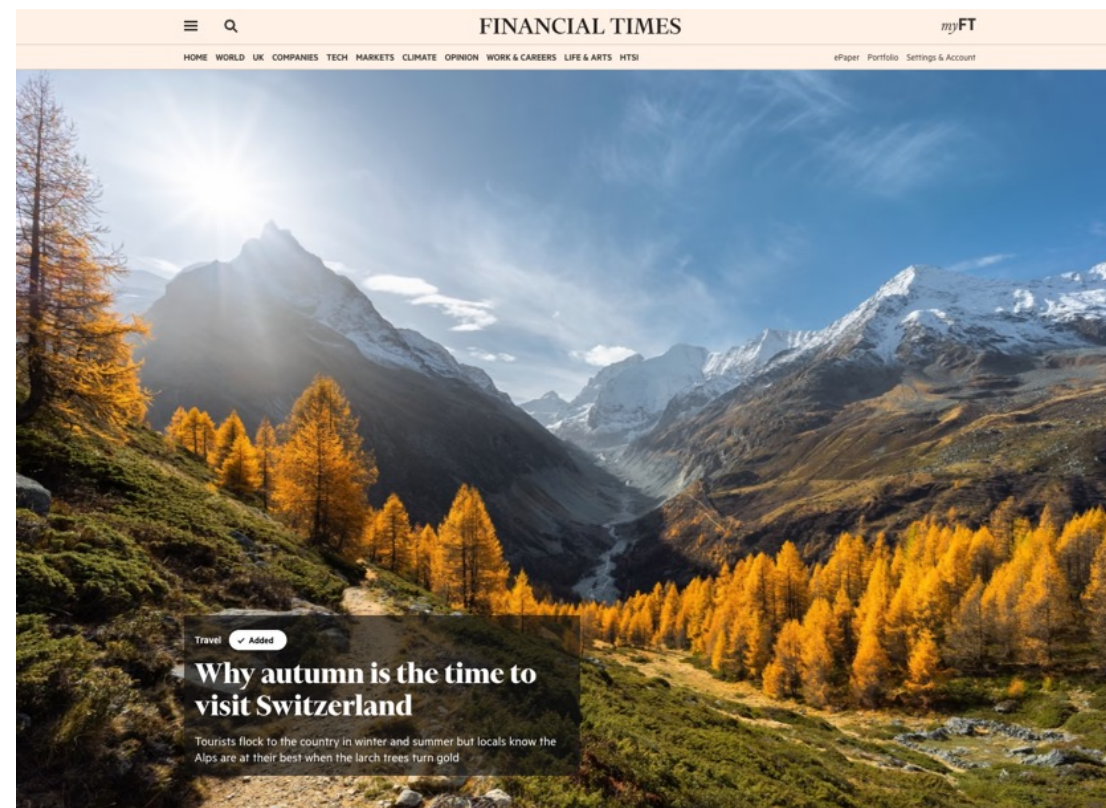 FINANCIAL TIMES
myFT
HOME WORLD UK COMPANIES TECH MARKETS CLIMATE OPINION WORK & CAREERS LIFE & ARTS HTSI
ePaper Portfolio Settings & Account
Travel ✓ Added
Why autumn is the time to
visit Switzerland
Tourists flock to the country in winter and summer but locals know the
Alps are at their best when the larch trees turn gold